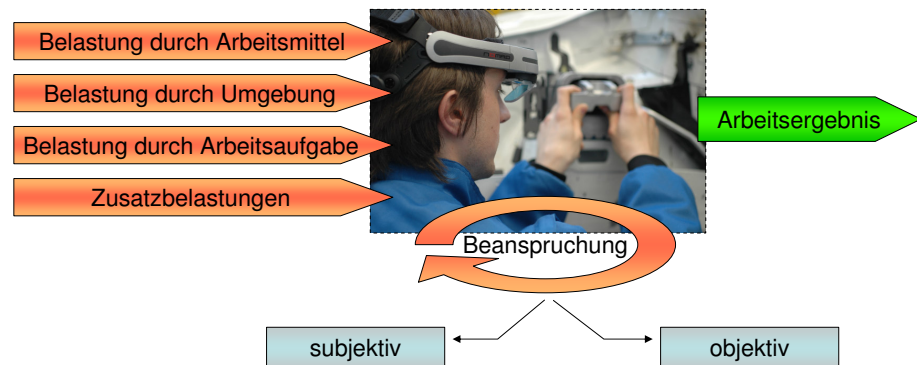 Belastung durch Arbeitsmittel
Belastung durch Umgebung
Belastung durch Arbeitsaufgabe
Zusatzbelastungen
Arbeitsergebnis
Beanspruchung
subjektiv
objektiv